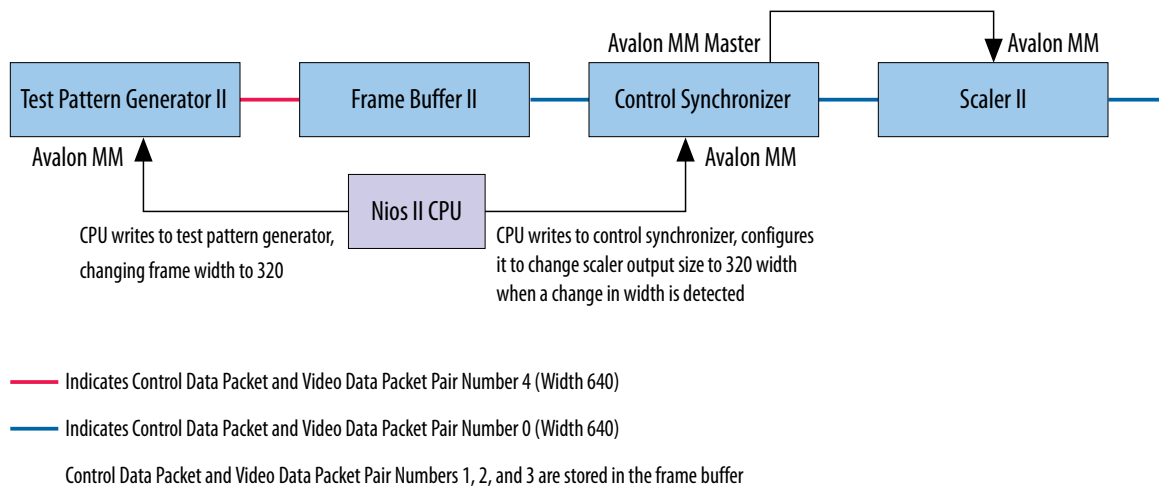 Avalon MM Master
Avalon MM
Test Pattern Generator II
Frame Buffer II
Control Synchronizer
Scaler II
Avalon MM
Avalon MM
Nios II CPU
CPU writes to test pattern generator,
changing frame width to 320
CPU writes to control synchronizer, configures
it to change scaler output size to 320 width
when a change in width is detected
Indicates Control Data Packet and Video Data Packet Pair Number 4 (Width 640)
Indicates Control Data Packet and Video Data Packet Pair Number 0 (Width 640)
Control Data Packet and Video Data Packet Pair Numbers 1, 2, and 3 are stored in the frame buffer